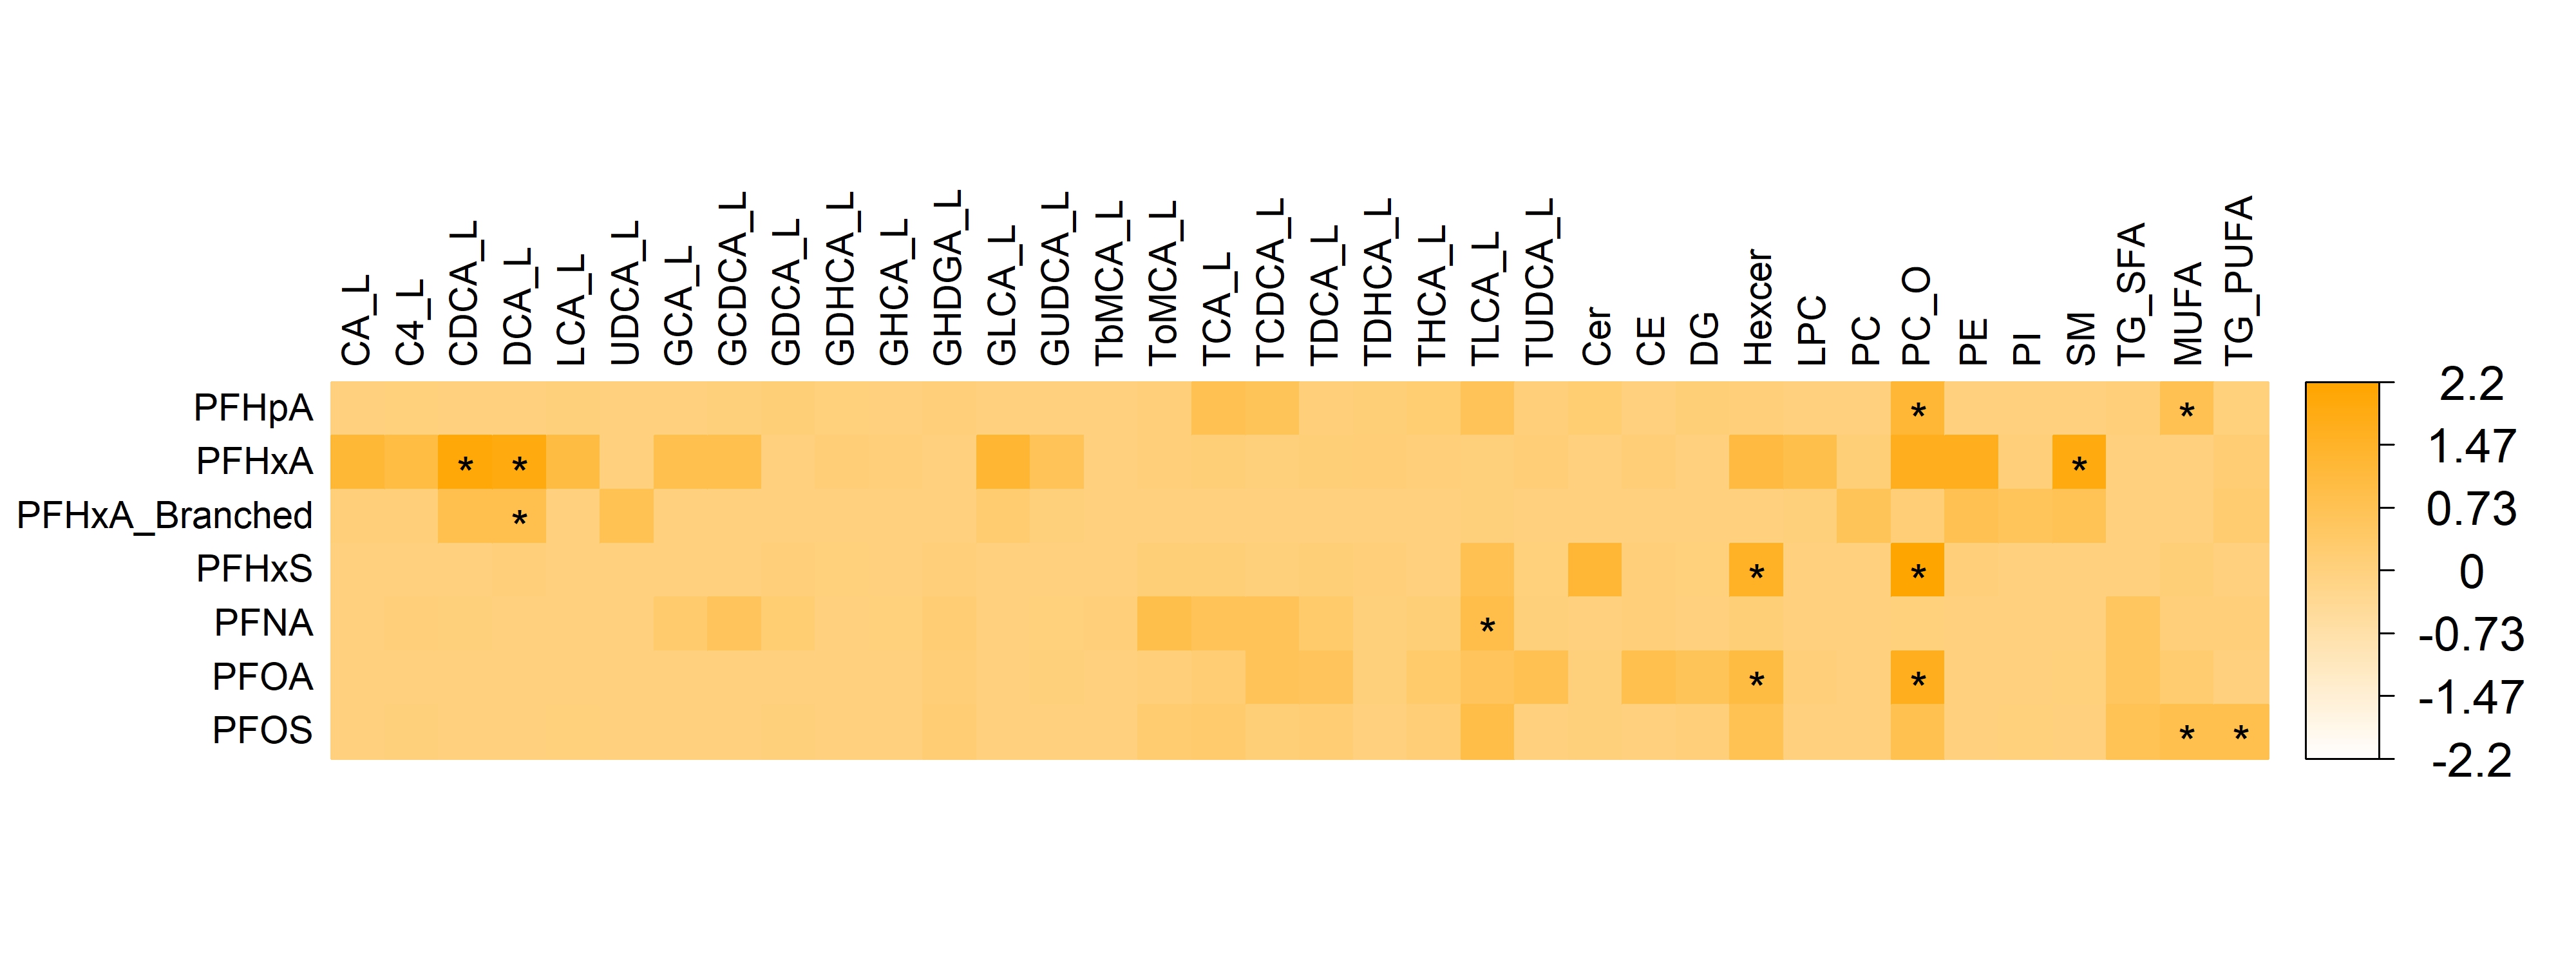 CA_L
C4_L
CDCA_L
DCA_L
LCA_L
UDCA_L
GCA_L
GCDCA_L
GDCA_L
GDHCA_L
GHCA_L
GHDGA_L
GLCA_L
GUDCA_L
TbMCA_L
ToMCA_L
TCA_L
TCDCA_L
TDCA_L
TDHCA_L
THCA_L
TLCA_L
TUDCA_L
Cer
CE
DG
Hexcer
LPC
PC
PC_O
PE
PI
SM
TG_SFA
MUFA
TG_PUFA
PFHpA * *
PFHxA * * *
PFHxA_Branched *
PFHxS * *
PFNA *
PFOA * *
PFOS * *
2.2
1.47
0.73
0
-0.73
-1.47
-2.2